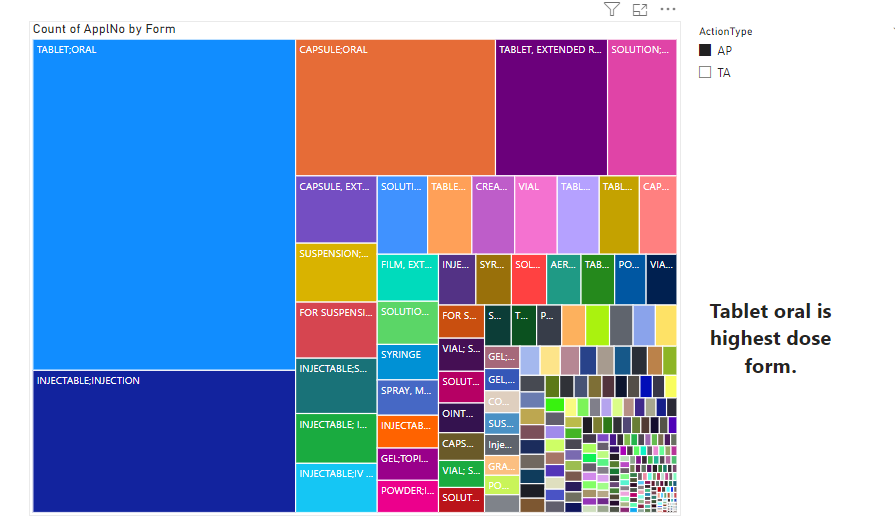 Count of ApplNo by Form
ActionType
AP
TA
TABLET;ORAL
CAPSULE;ORAL
TABLET, EXTENDED R...
SOLUTION;...
CAPSULE, EXT...
SOLUTI...
TABLE...
CREA...
VIAL
TABL...
TABL...
CAP...
SUSPENSION;...
FILM, EXT...
INJE...
SYR...
SOL...
AER...
TAB...
PO...
VIA...
FOR SUSPENSI...
SOLUTIO...
FOR S...
S...
T...
P...
Tablet oral is
highest dose
form.
SYRINGE
VIAL; S...
GEL;...
INJECTABLE;S...
INJECTABLE;INJECTION
SPRAY, M...
SOLUT...
GEL;...
CO...
INJECTABLE; I...
INJECTAB...
OINT...
SUS...
CAPS...
Inje...
GEL;TOPI...
INJECTABLE;IV ...
VIAL; S...
GRA...
POWDER;I...
SOLUT...
PO...